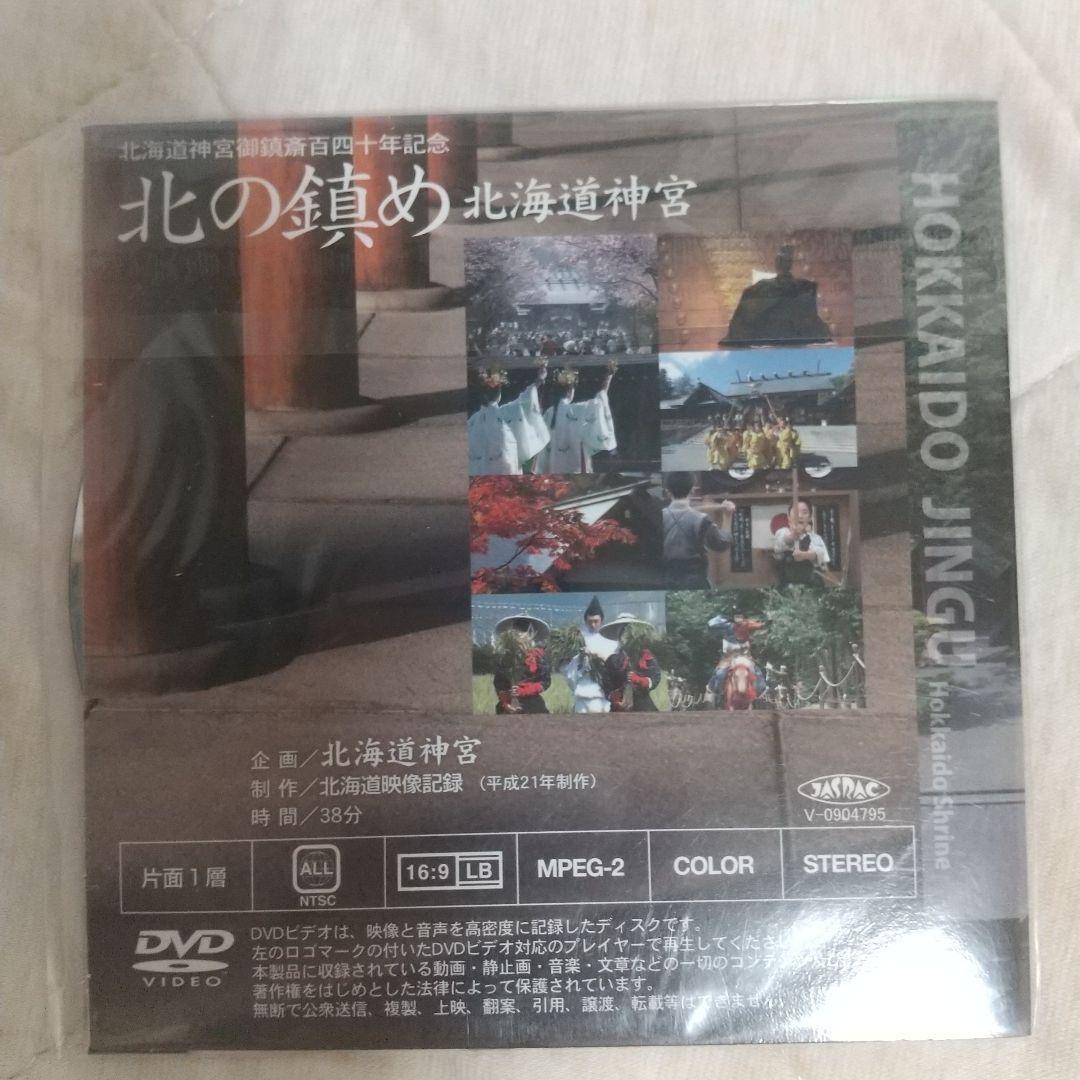 北海道神宮御鎮斎百四十年記念
北の鎮め 北海道神宮
HOKKAIDO JINGU Hokkaido Shrine
企画／北海道神宮
制作／北海道映像記録 （平成21年制作）
時間／38分
JASRAC
V-0904795
片面1層
ALL
NTSC
16:9 LB
MPEG-2
COLOR
STEREO
DVD
VIDEO
DVDビデオは、映像と音声を高密度に記録したディスクです。
左のロゴマークの付いたDVDビデオ対応のプレイヤーで再生してください
本製品に収録されている動画・静止画・音楽・文章などの一切のコンテンツ
著作権をはじめとした法律によって保護されています。
無断で公衆送信、複製、上映、翻案、引用、譲渡、転載等はできません。